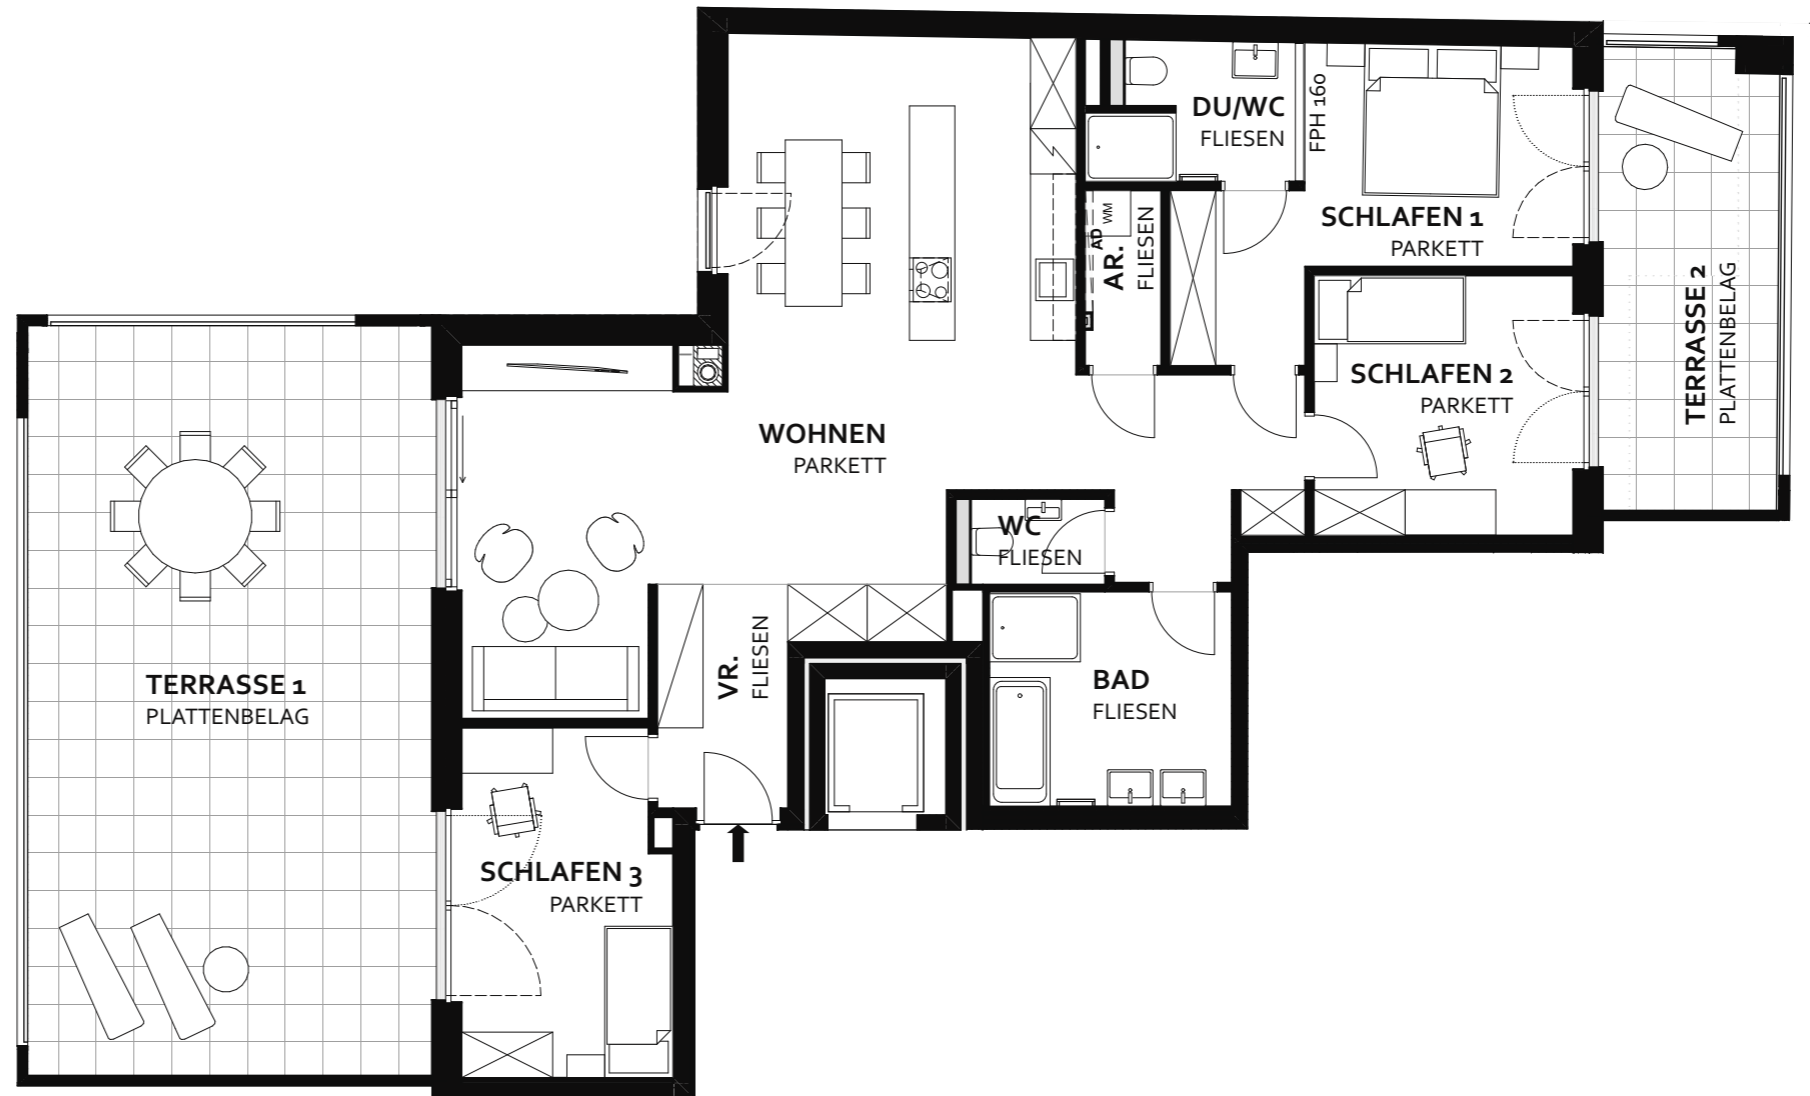 DU/WC
FLIESEN
FPH 160
SCHLAFEN 1
PARKETT
WM
AD
AR.
FLIESEN
TERRASSE 2
PLATTENBELAG
SCHLAFEN 2
PARKETT
WOHNEN
PARKETT
WC
FLIESEN
VR.
FLIESEN
BAD
FLIESEN
TERRASSE 1
PLATTENBELAG
SCHLAFEN 3
PARKETT